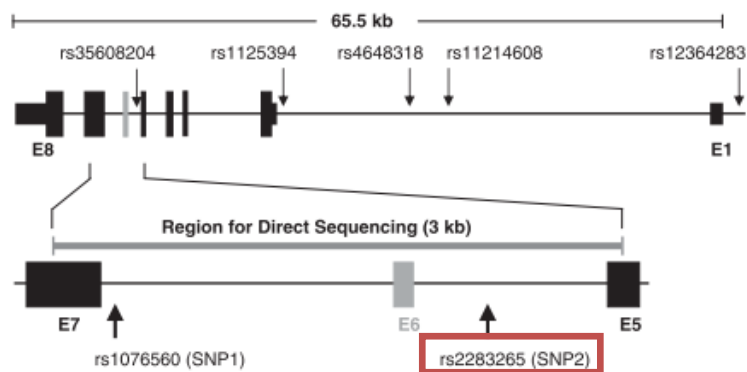 65.5 kb
rs35608204 rs1125394 rs4648318 rs11214608 rs12364283
E8 E1
Region for Direct Sequencing (3 kb)
E7 E6 E5
rs1076560 (SNP1) rs2283265 (SNP2)